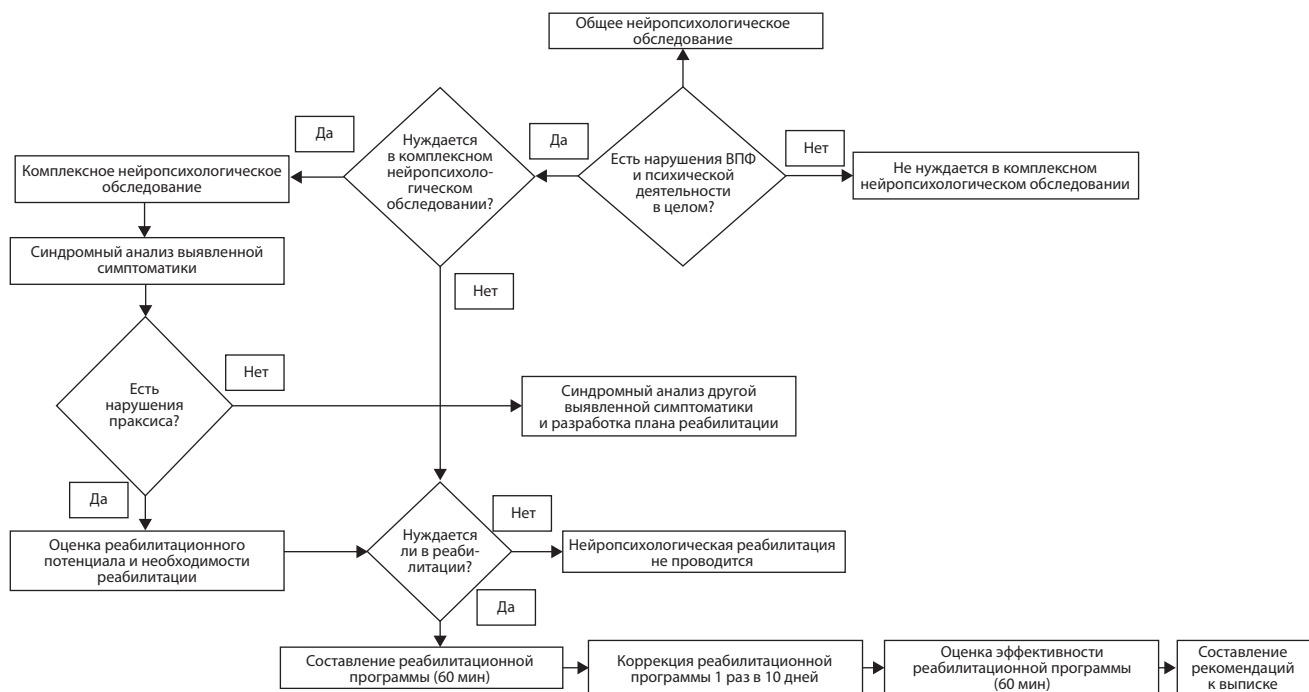 Общее нейропсихологическое
обследование
Да
Нуждается
в комплексном
нейропсихоло-
гическом
обследовании?
Да
Есть нарушения ВПФ
и психической
деятельности
в целом?
Нет
Не нуждается в комплексном
нейропсихологическом обследовании
Комплексное нейропсихологическое
обследование
Синдромный анализ выявленной
симптоматики
Нет
Есть
нарушения
праксиса?
Нет
Синдромный анализ другой
выявленной симптоматики
и разработка плана реабилитации
Да
Оценка реабилитационного
потенциала и необходимости
реабилитации
Нуждается
ли в реаби-
литации?
Нет
Нейропсихологическая реабилитация
не проводится
Да
Составление реабилитационной
программы (60 мин)
Коррекция реабилитационной
программы 1 раз в 10 дней
Оценка эффективности
реабилитационной программы
(60 мин)
Составление
рекомендаций
к выписке